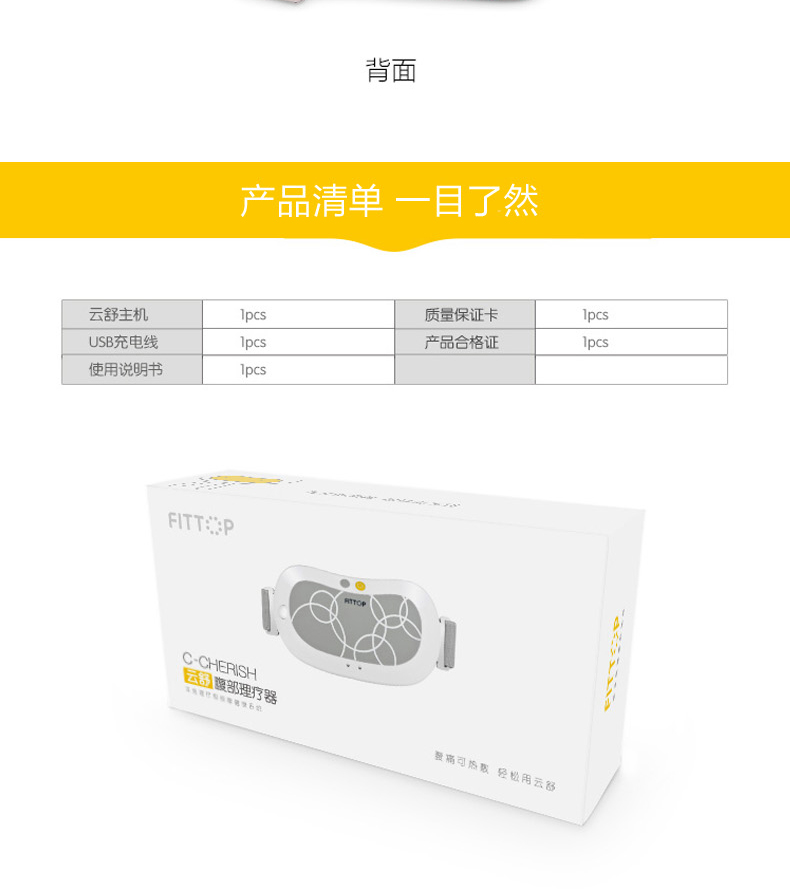 背面
产品清单 一目了然
云舒主机 1pcs 质量保证卡 1pcs
USB充电线 1pcs 产品合格证 1pcs
使用说明书 1pcs
FITTOP
FITTOP
C-CHERISH
云舒 腹部理疗器
FITTOP
腹痛可热敷 轻松用云舒